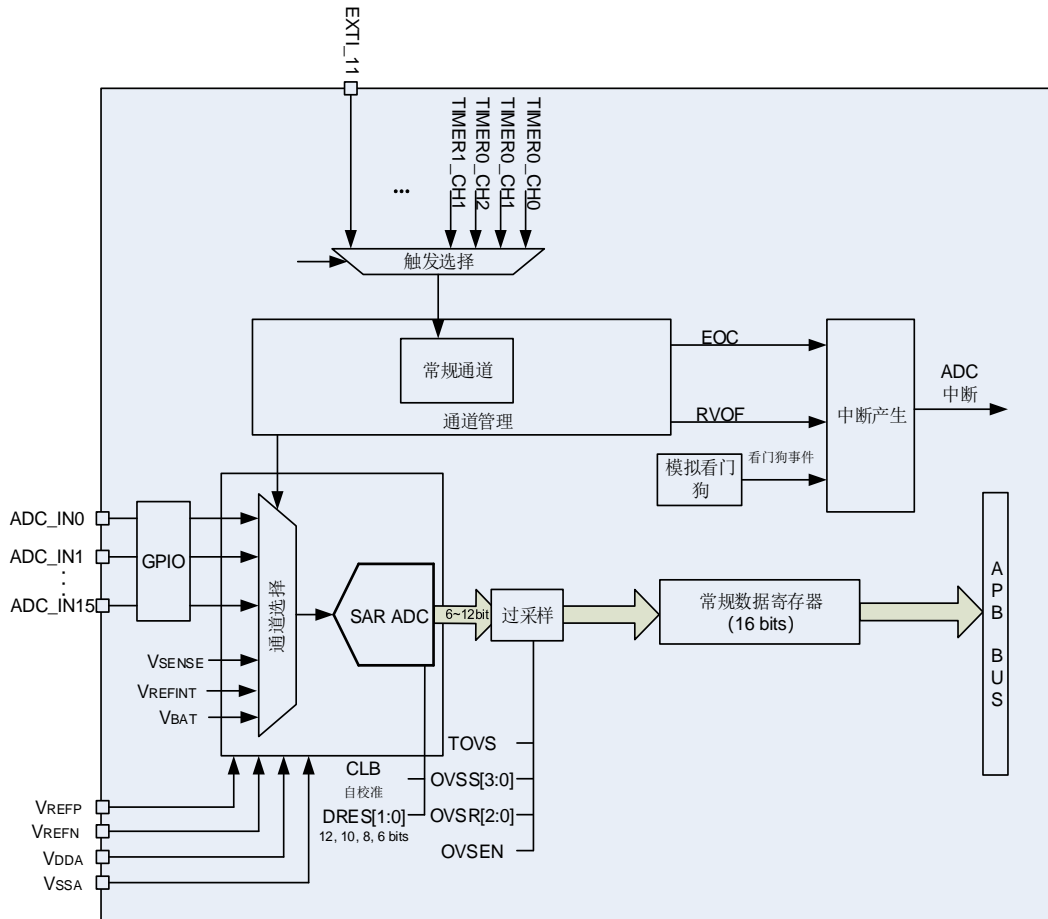 EXTI_11
...
TIMER1_CH1
TIMER0_CH2
TIMER0_CH1
TIMER0_CH0
触发选择
常规通道
通道管理
EOC
RVOF
中断产生
ADC
中断
模拟看门
狗
看门狗事件
ADC_IN0
ADC_IN1
ADC_IN15
GPIO
通道选择
SAR ADC
6~12bit
过采样
常规数据寄存器
(16 bits)
APB BUS
VSENSE
VREFINT
VBAT
TOVS
OVSS[3:0]
OVSR[2:0]
OVSEN
CLB
自校准
DRES[1:0]
12, 10, 8, 6 bits
VREFP
VREFN
VDDA
VSSA